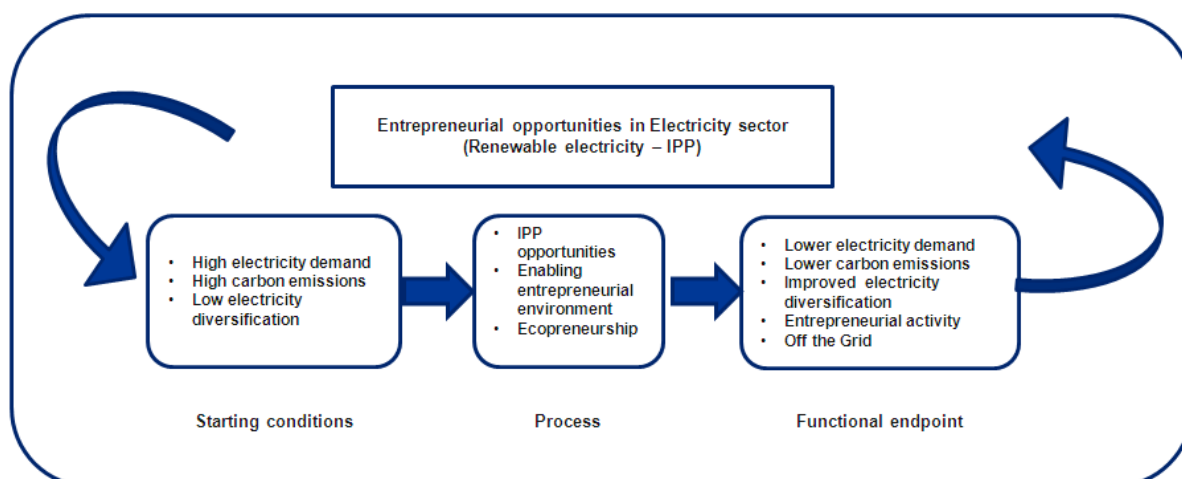 Entrepreneurial opportunities in Electricity sector
(Renewable electricity – IPP)
• High electricity demand
• High carbon emissions
• Low electricity
diversification
• IPP
opportunities
• Enabling
entrepreneurial
environment
• Ecopreneurship
• Lower electricity demand
• Lower carbon emissions
• Improved electricity
diversification
• Entrepreneurial activity
• Off the Grid
Starting conditions
Process
Functional endpoint